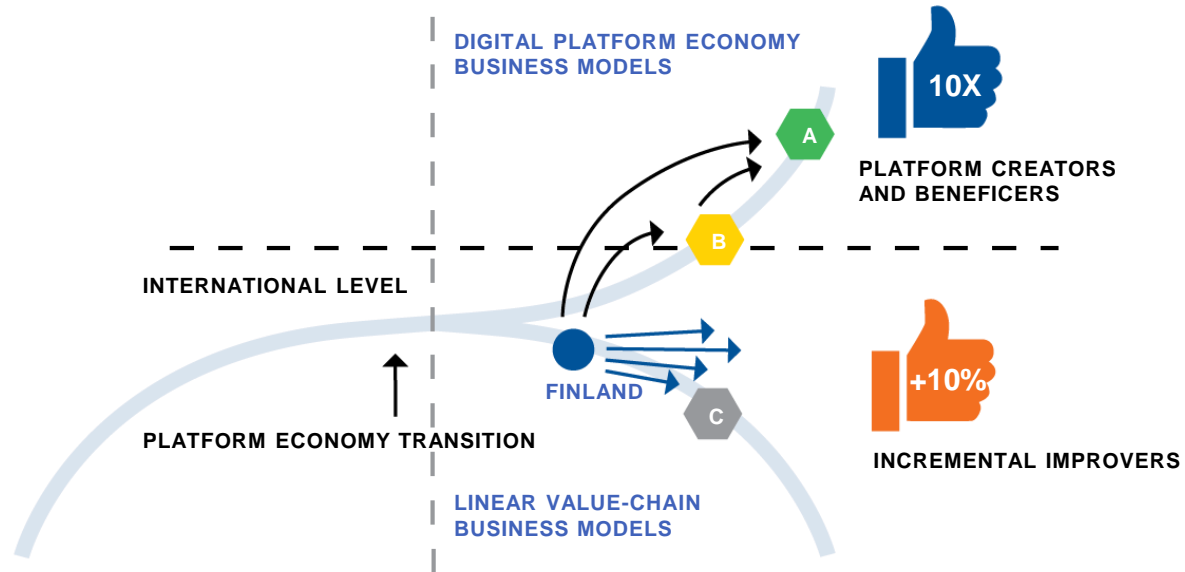 DIGITAL PLATFORM ECONOMY
BUSINESS MODELS
10X
A
PLATFORM CREATORS
AND BENEFICERS
B
INTERNATIONAL LEVEL
FINLAND
+10%
C
PLATFORM ECONOMY TRANSITION
INCREMENTAL IMPROVERS
LINEAR VALUE-CHAIN
BUSINESS MODELS